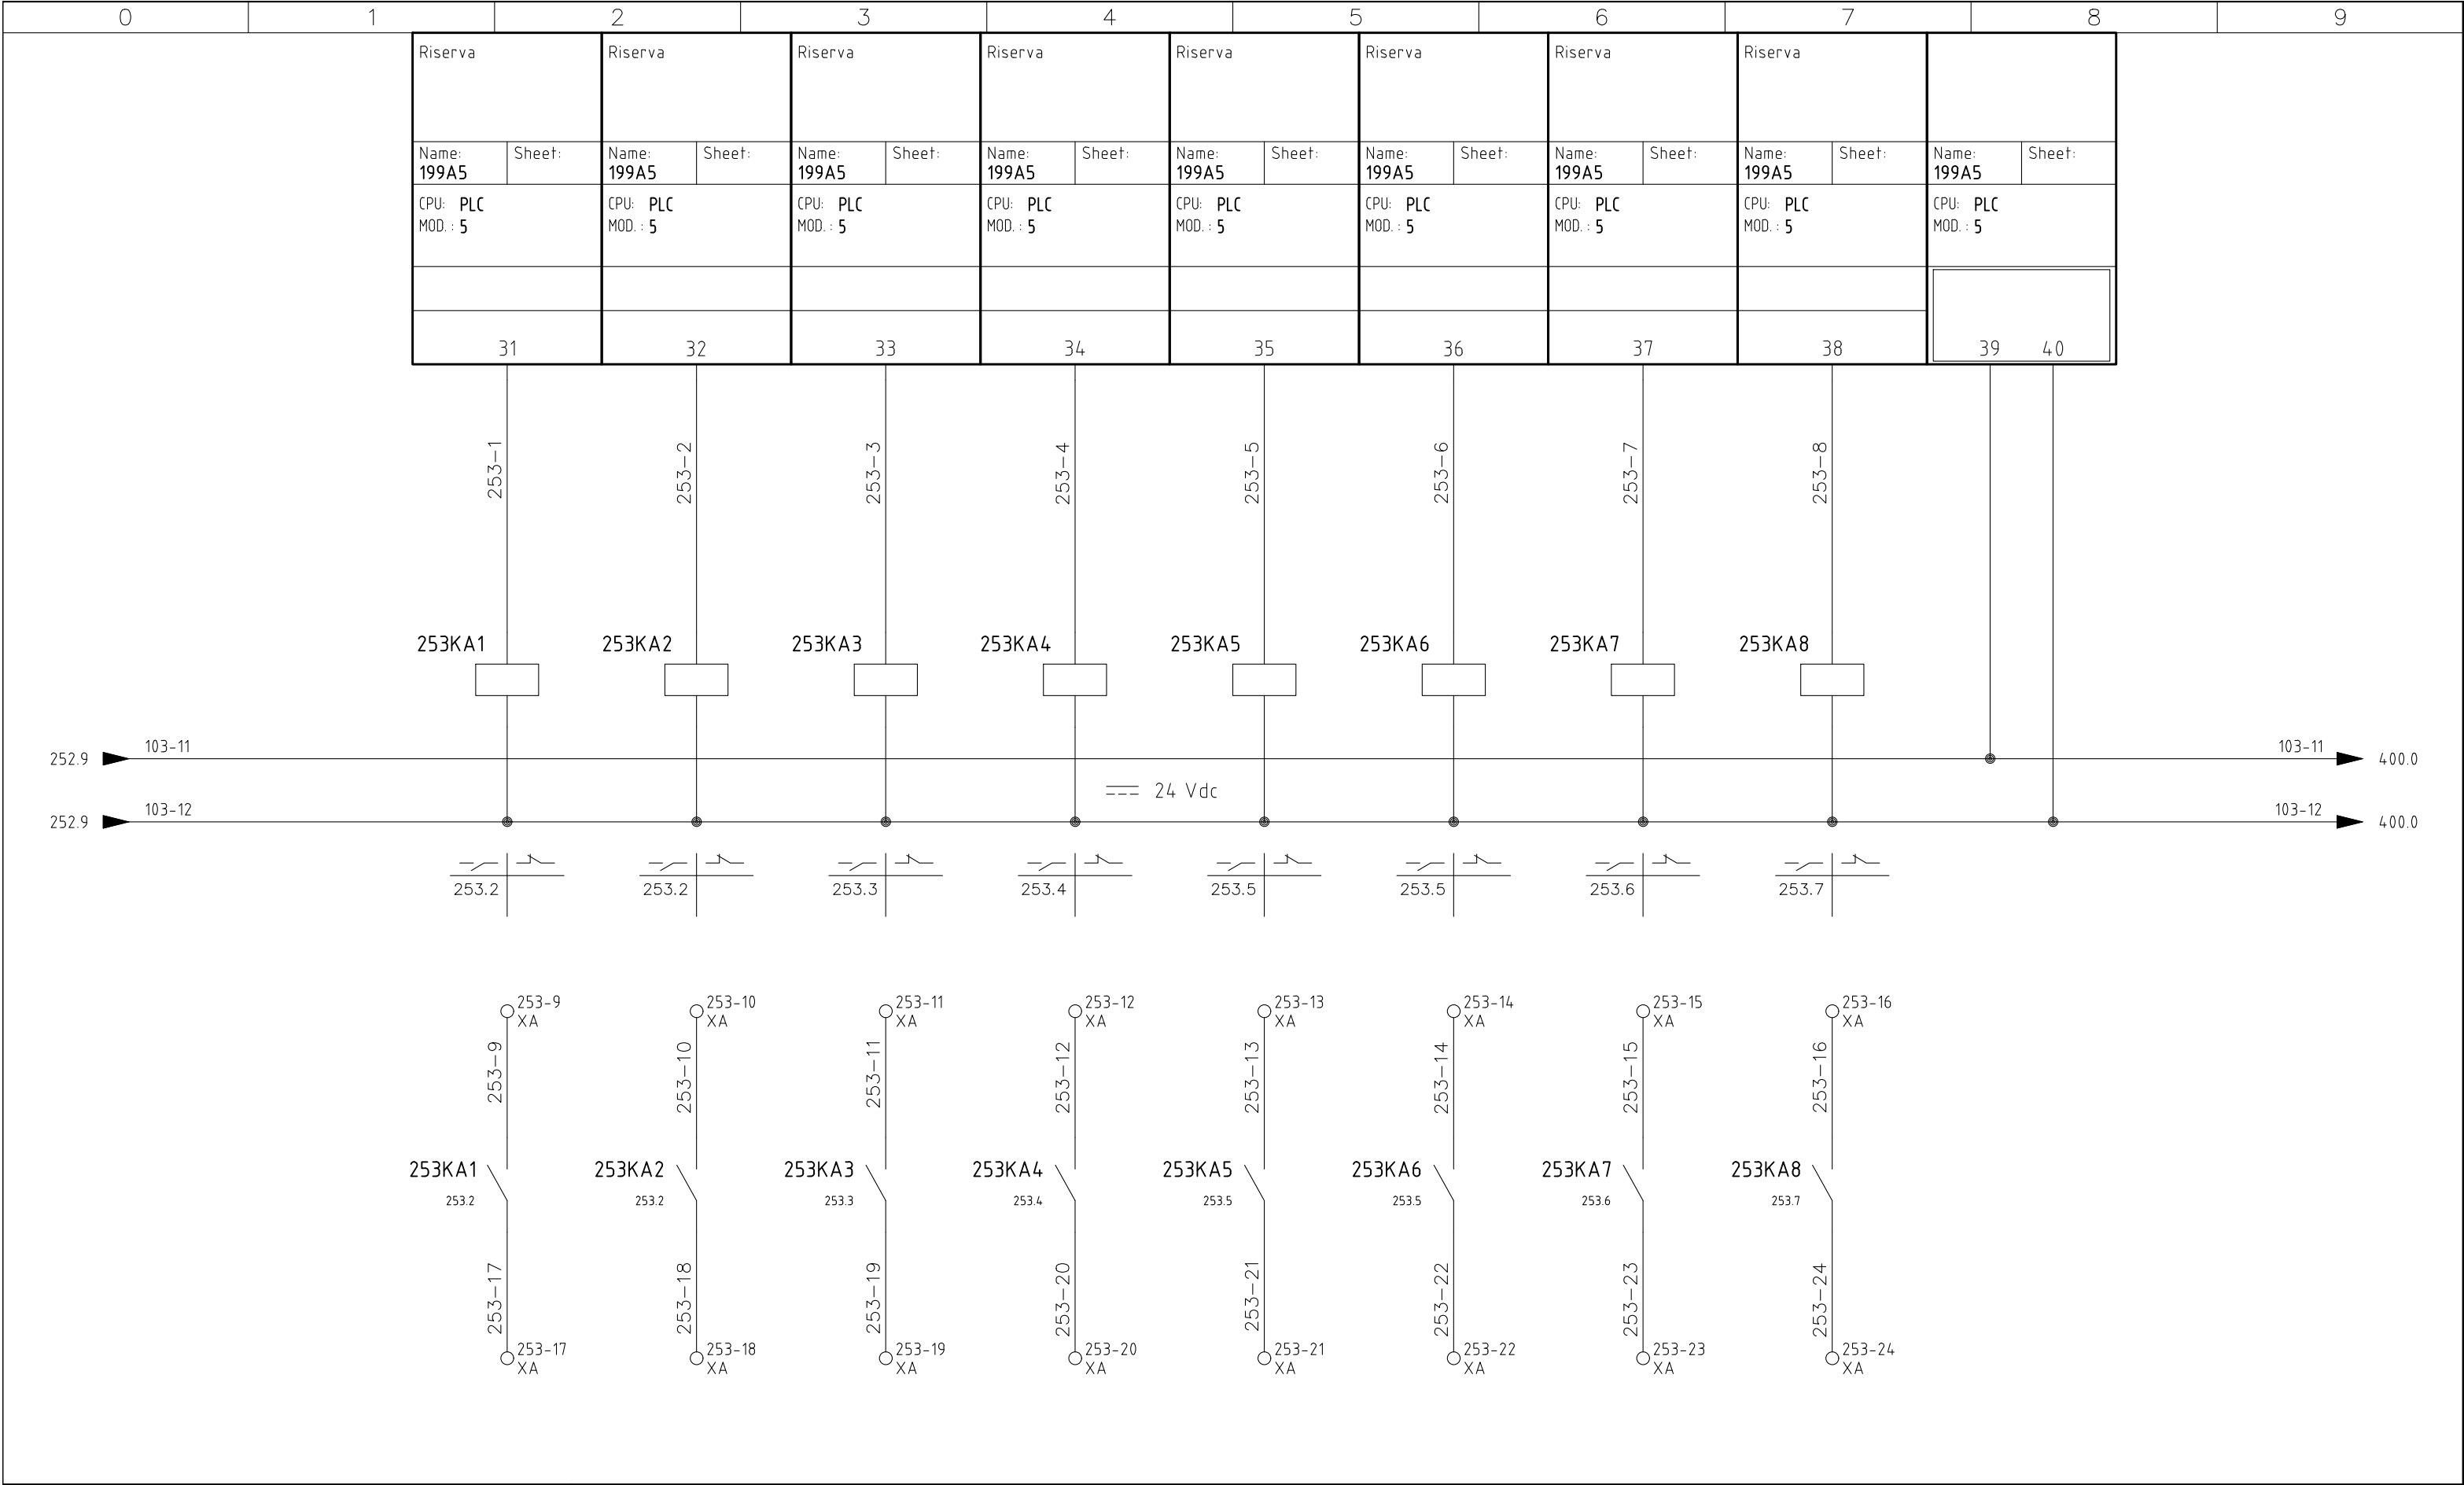 0 1 2 3 4 5 6 7 8 9
Riserva Riserva Riserva Riserva Riserva Riserva Riserva Riserva
Name: Sheet: Name: Sheet: Name: Sheet: Name: Sheet: Name: Sheet: Name: Sheet: Name: Sheet: Name: Sheet: Name: Sheet:
199A5 199A5 199A5 199A5 199A5 199A5 199A5 199A5 199A5
CPU: PLC CPU: PLC CPU: PLC CPU: PLC CPU: PLC CPU: PLC CPU: PLC CPU: PLC CPU: PLC
MOD. : 5 MOD. : 5 MOD. : 5 MOD. : 5 MOD. : 5 MOD. : 5 MOD. : 5 MOD. : 5 MOD. : 5
31 32 33 34 35 36 37 38 39 40
253-1 253-2 253-3 253-4 253-5 253-6 253-7 253-8
253KA1 253KA2 253KA3 253KA4 253KA5 253KA6 253KA7 253KA8
103-11 103-11
252.9 400.0
24 Vdc
103-12 103-12
252.9 400.0
253.2 253.2 253.3 253.4 253.5 253.5 253.6 253.7
253-9 253-10 253-11 253-12 253-13 253-14 253-15 253-16
XA XA XA XA XA XA XA XA
253-9 253-10 253-11 253-12 253-13 253-14 253-15 253-16
253KA1 253KA2 253KA3 253KA4 253KA5 253KA6 253KA7 253KA8
253.2 253.2 253.3 253.4 253.5 253.5 253.6 253.7
253-17 253-18 253-19 253-20 253-21 253-22 253-23 253-24
253-17 253-18 253-19 253-20 253-21 253-22 253-23 253-24
XA XA XA XA XA XA XA XA